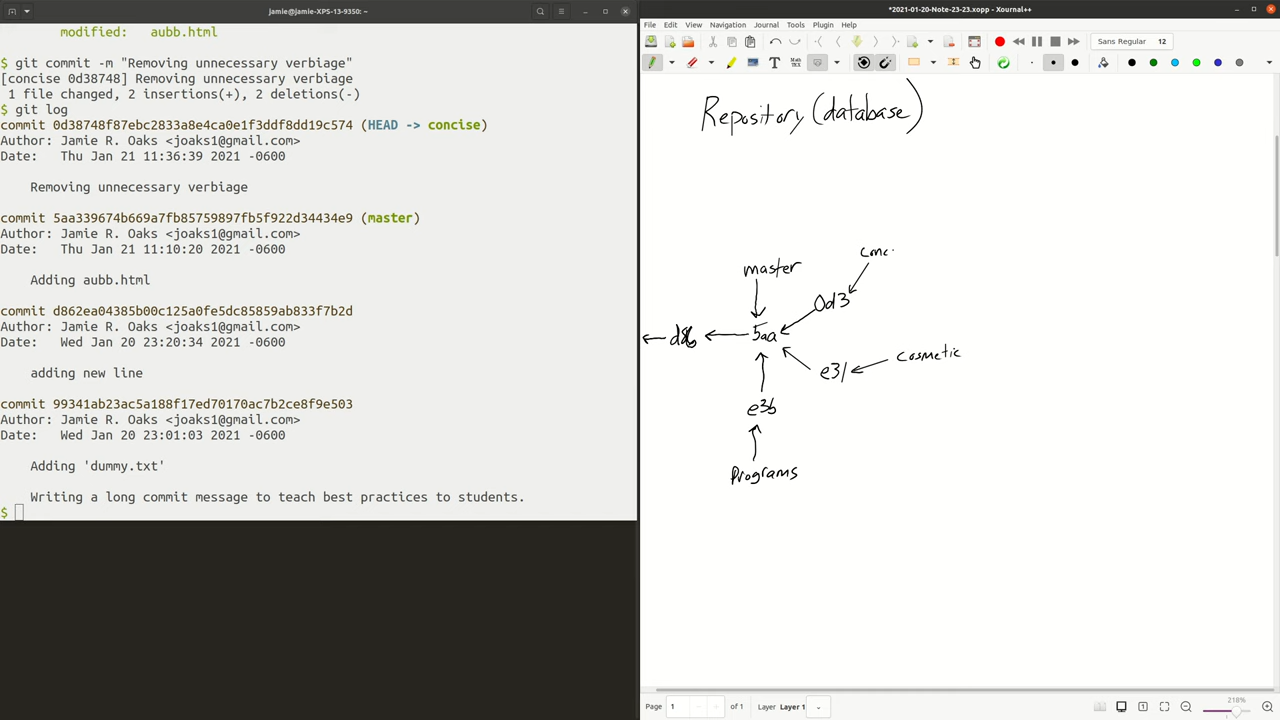 jamie@jamie-XPS-13-9350: ~
modified:   aubb.html
$ git commit -m "Removing unnecessary verbiage"
[concise 0d38748] Removing unnecessary verbiage
1 file changed, 2 insertions(+), 2 deletions(-)
$ git log
commit 0d38748f87ebc2833a8e4ca0e1f3ddf8dd19c574 (HEAD -> concise)
Author: Jamie R. Oaks <joaks1@gmail.com>
Date:   Thu Jan 21 11:36:39 2021 -0600
Removing unnecessary verbiage
commit 5aa339674b669a7fb85759897fb5f922d34434e9 (master)
Author: Jamie R. Oaks <joaks1@gmail.com>
Date:   Thu Jan 21 11:10:20 2021 -0600
Adding aubb.html
commit d862ea04385b00c125a0fe5dc85859ab833f7b2d
Author: Jamie R. Oaks <joaks1@gmail.com>
Date:   Wed Jan 20 23:20:34 2021 -0600
adding new line
commit 99341ab23ac5a188f17ed70170ac7b2ce8f9e503
Author: Jamie R. Oaks <joaks1@gmail.com>
Date:   Wed Jan 20 23:01:03 2021 -0600
Adding 'dummy.txt'
Writing a long commit message to teach best practices to students.
$
*2021-01-20-Note-23-23.xopp - Xournal++
File Edit View Navigation Journal Tools Plugin Help
Sans Regular 12
Repository (database)
conc
master
0d3
5aa
cosmetic
e31
e3b
Programs
Page 1 of 1 Layer Layer 1
218%